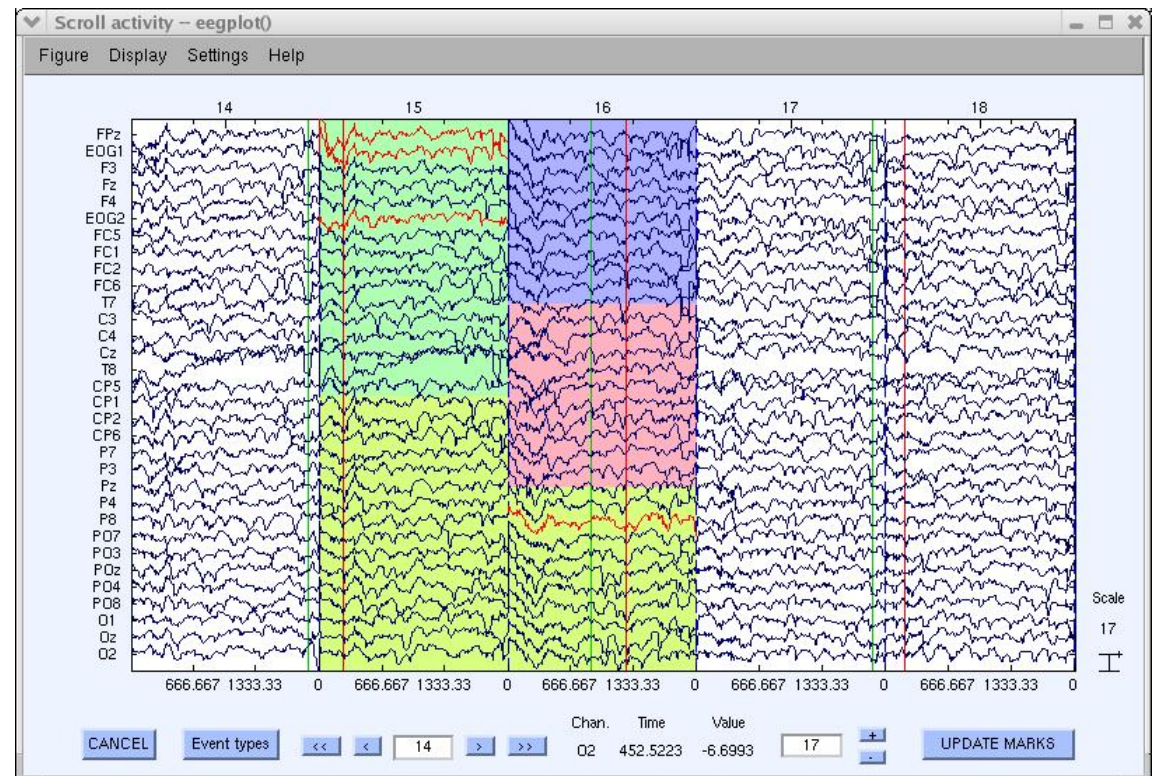 Scroll activity -- eegplot()
Figure Display Settings Help
14 15 16 17 18
FPz
EOG1
F3
Fz
F4
EOG2
FC5
FC1
FC2
FC6
T7
C3
C4
Cz
T8
CP5
CP1
CP2
CP6
P7
P3
Pz
P4
P8
PO7
PO3
POz
PO4
PO8
O1
Oz
O2
Scale
17
666.667 1333.33 0 666.667 1333.33 0 666.667 1333.33 0 666.667 1333.33 0 666.667 1333.33 0
Chan. Time Value
CANCEL Event types << < 14 > >> O2 452.5223 -6.6993 17 + - UPDATE MARKS